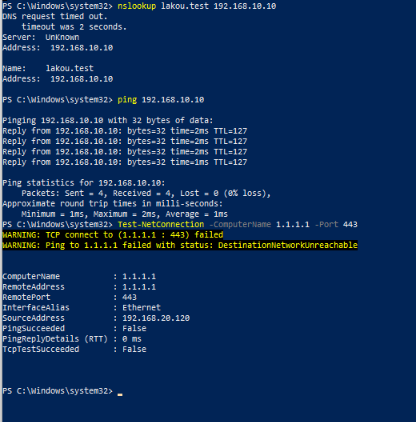 PS C:\Windows\system32> nslookup lakou.test 192.168.10.10
DNS request timed out.
    timeout was 2 seconds.
Server:  UnKnown
Address:  192.168.10.10

Name:    lakou.test
Address:  192.168.10.10

PS C:\Windows\system32> ping 192.168.10.10

Pinging 192.168.10.10 with 32 bytes of data:
Reply from 192.168.10.10: bytes=32 time=2ms TTL=127
Reply from 192.168.10.10: bytes=32 time=1ms TTL=127
Reply from 192.168.10.10: bytes=32 time=2ms TTL=127
Reply from 192.168.10.10: bytes=32 time=1ms TTL=127

Ping statistics for 192.168.10.10:
    Packets: Sent = 4, Received = 4, Lost = 0 (0% loss),
Approximate round trip times in milli-seconds:
    Minimum = 1ms, Maximum = 2ms, Average = 1ms
PS C:\Windows\system32> Test-NetConnection -ComputerName 1.1.1.1 -Port 443
WARNING: TCP connect to (1.1.1.1 : 443) failed
WARNING: Ping to 1.1.1.1 failed with status: DestinationNetworkUnreachable

ComputerName           : 1.1.1.1
RemoteAddress          : 1.1.1.1
RemotePort             : 443
InterfaceAlias         : Ethernet
SourceAddress          : 192.168.20.120
PingSucceeded          : False
PingReplyDetails (RTT) : 0 ms
TcpTestSucceeded       : False

PS C:\Windows\system32> _